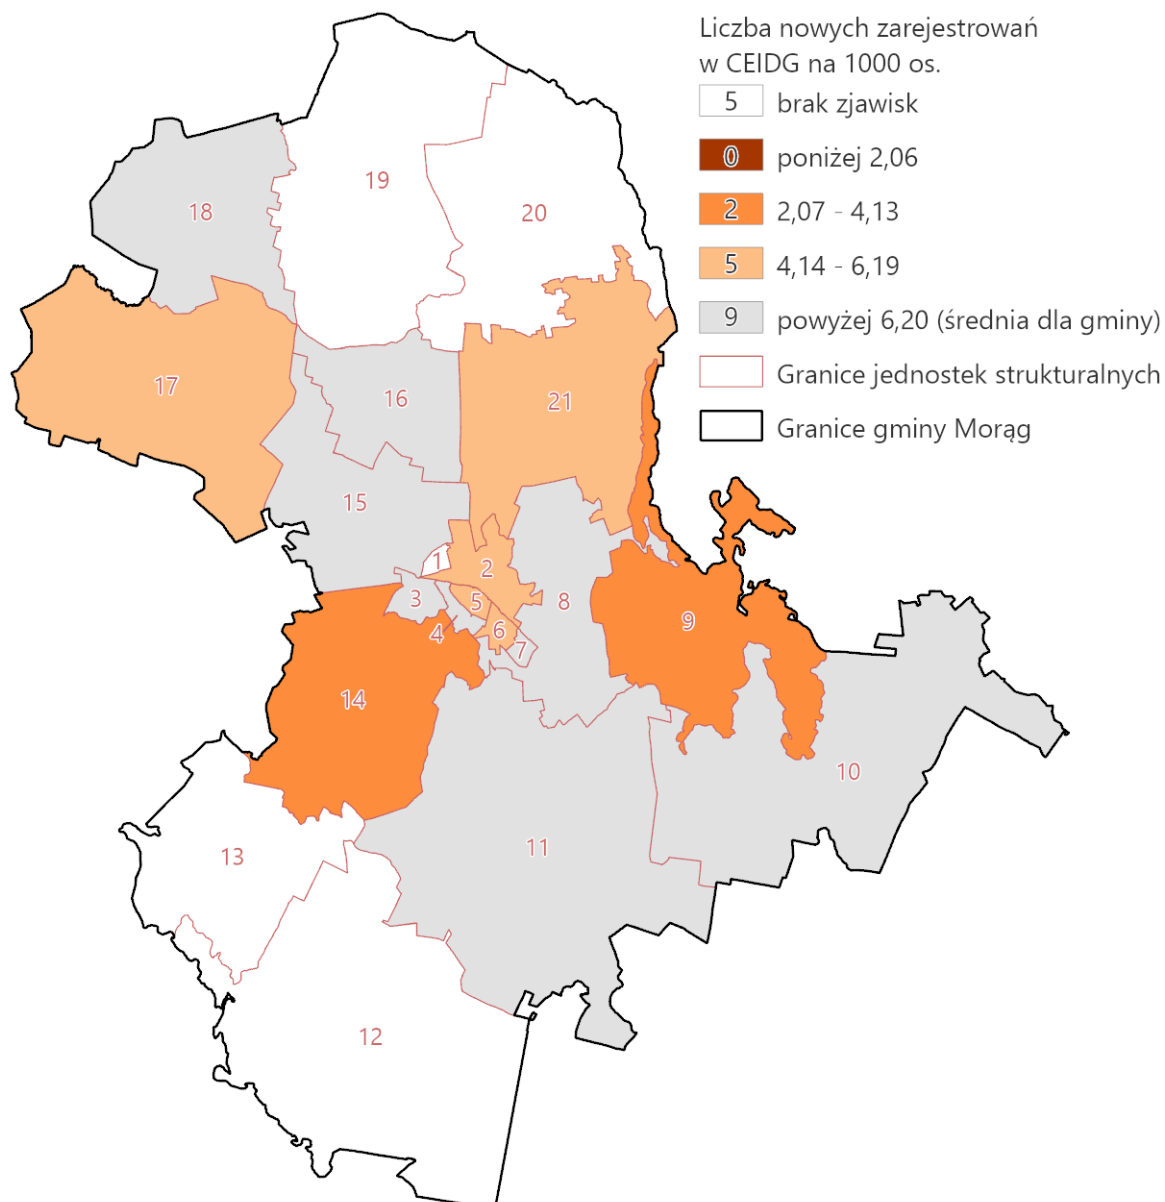 Liczba nowych zarejestrowań
w CEIDG na 1000 os.
5 brak zjawisk
0 poniżej 2,06
2 2,07 - 4,13
5 4,14 - 6,19
9 powyżej 6,20 (średnia dla gminy)
Granice jednostek strukturalnych
Granice gminy Morąg
19
18
20
17
16
21
15
1
2
3
5
8
4
6
7
9
14
10
11
13
12